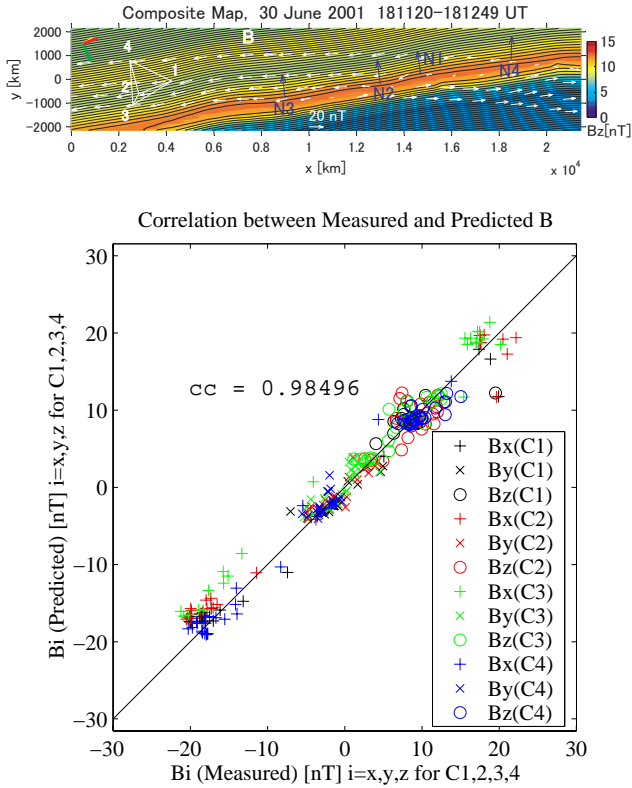 Composite Map, 30 June 2001 181120-181249 UT
2000
1000
0
−1000
−2000
y [km]
4
B
1
2
3
N1
N2
N3
N4
20 nT
15
10
5
0
Bz[nT]
0 0.2 0.4 0.6 0.8 1 1.2 1.4 1.6 1.8 2
x [km]
x 10^4
Correlation between Measured and Predicted B
30
20
10
0
−10
−20
−30
Bi (Predicted) [nT] i=x,y,z for C1,2,3,4
cc = 0.98496
Bx(C1)
By(C1)
Bz(C1)
Bx(C2)
By(C2)
Bz(C2)
Bx(C3)
By(C3)
Bz(C3)
Bx(C4)
By(C4)
Bz(C4)
−30 −20 −10 0 10 20 30
Bi (Measured) [nT] i=x,y,z for C1,2,3,4